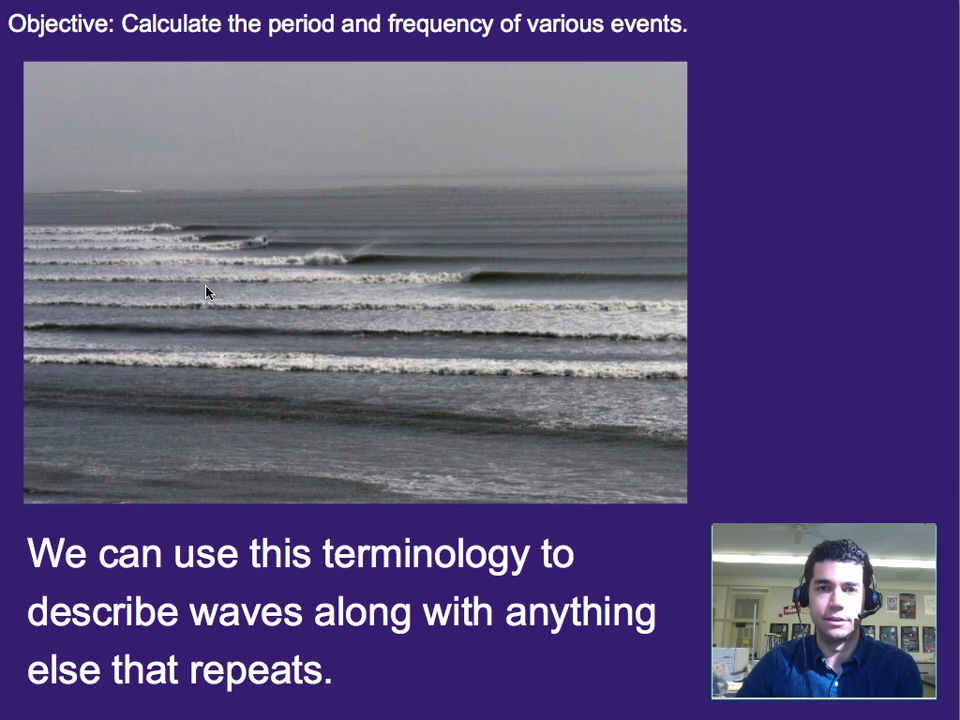 Objective: Calculate the period and frequency of various events.
We can use this terminology to
describe waves along with anything
else that repeats.